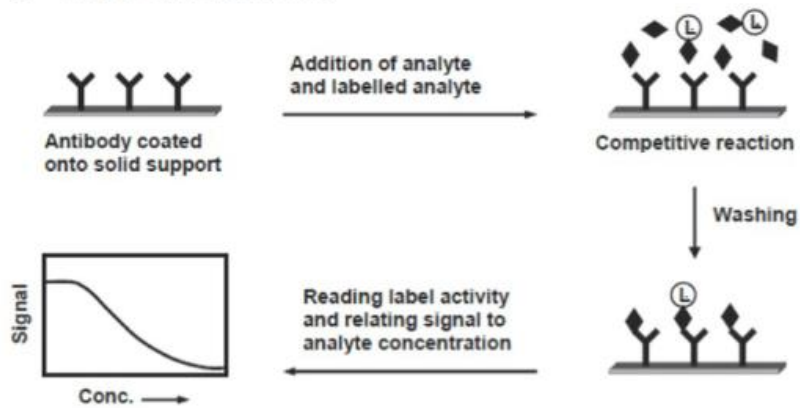 Addition of analyte
and labelled analyte
L
L
Antibody coated
onto solid support
Competitive reaction
Washing
L
Signal
Reading label activity
and relating signal to
analyte concentration
Conc.